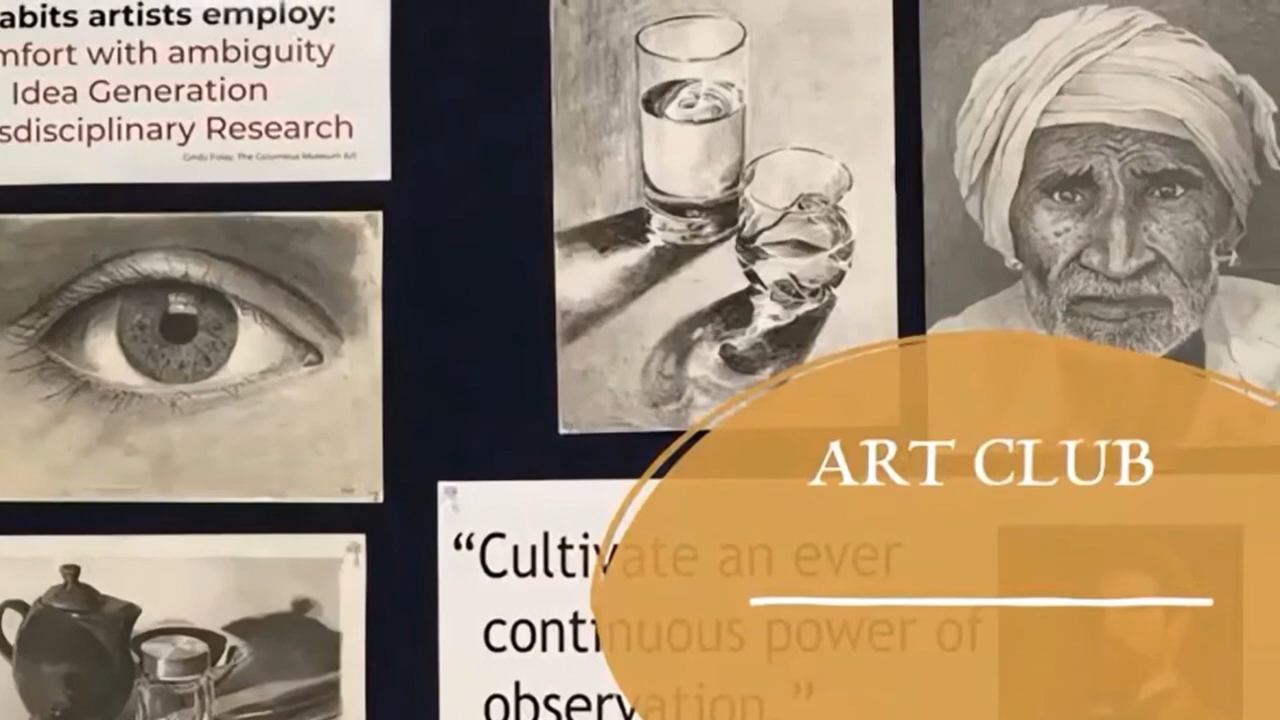 abits artists employ:
mfort with ambiguity
Idea Generation
sdisciplinary Research
ART CLUB
“Cultivate an ever
continuous power of
observation.”